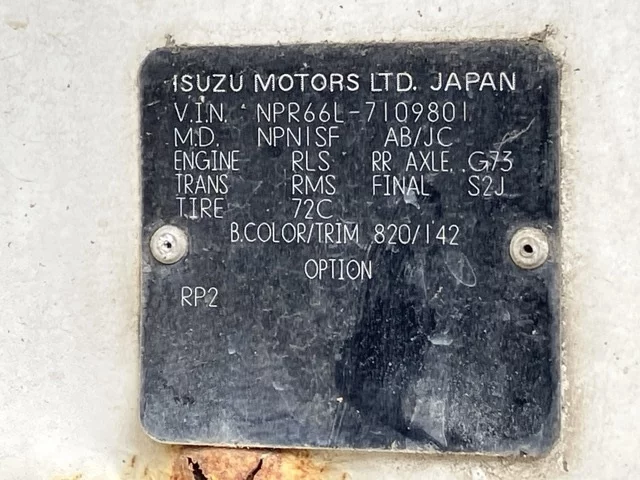 ISUZU MOTORS LTD. JAPAN
V.I.N. NPR66L-7109801
M.D. NPN1SF AB/JC
ENGINE RLS RR AXLE. G73
TRANS RMS FINAL S2J
TIRE 72C
B.COLOR/TRIM 820/142
OPTION
RP2